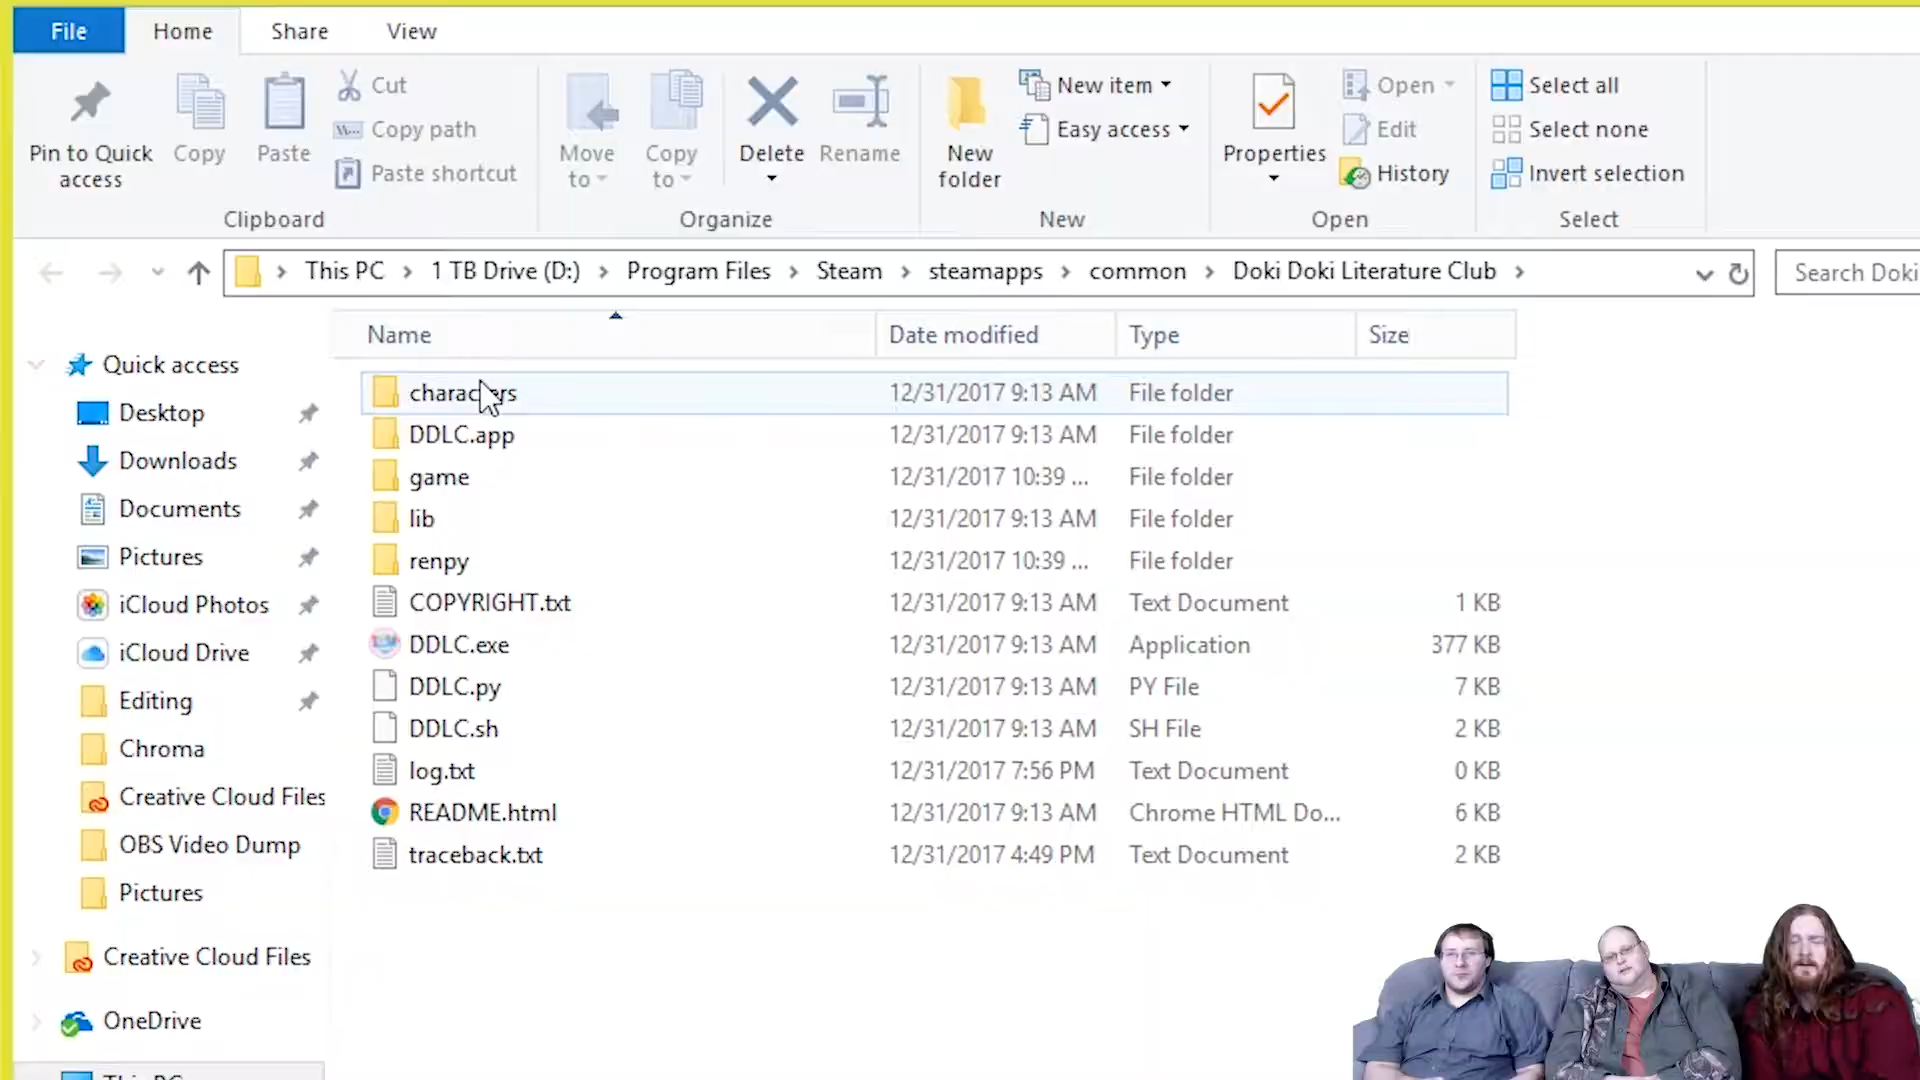 File Home Share View
Pin to Quick access
Copy
Paste
Cut
Copy path
Paste shortcut
Clipboard
Move to
Copy to
Delete
Rename
Organize
New folder
New item
Easy access
New
Properties
Open
Edit
History
Open
Select all
Select none
Invert selection
Select
This PC > 1 TB Drive (D:) > Program Files > Steam > steamapps > common > Doki Doki Literature Club >
Search Doki
Name Date modified Type Size
Quick access
Desktop
Downloads
Documents
Pictures
iCloud Photos
iCloud Drive
Editing
Chroma
Creative Cloud Files
OBS Video Dump
Pictures
Creative Cloud Files
OneDrive
This PC
characters 12/31/2017 9:13 AM File folder
DDLC.app 12/31/2017 9:13 AM File folder
game 12/31/2017 10:39 ... File folder
lib 12/31/2017 9:13 AM File folder
renpy 12/31/2017 10:39 ... File folder
COPYRIGHT.txt 12/31/2017 9:13 AM Text Document 1 KB
DDLC.exe 12/31/2017 9:13 AM Application 377 KB
DDLC.py 12/31/2017 9:13 AM PY File 7 KB
DDLC.sh 12/31/2017 9:13 AM SH File 2 KB
log.txt 12/31/2017 7:56 PM Text Document 0 KB
README.html 12/31/2017 9:13 AM Chrome HTML Do... 6 KB
traceback.txt 12/31/2017 4:49 PM Text Document 2 KB